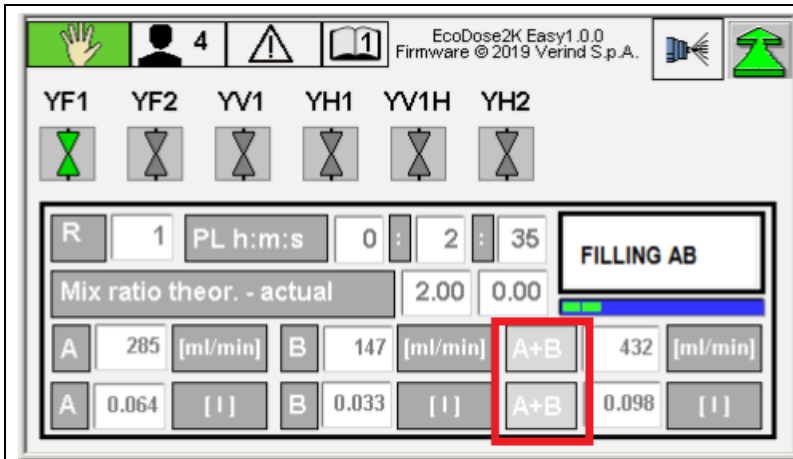 4
1
EcoDose2K Easy1.0.0
Firmware © 2019 Verind S.p.A.
YF1 YF2 YV1 YH1 YV1H YH2
R 1 PL h:m:s 0 : 2 : 35
FILLING AB
Mix ratio theor. - actual 2.00 0.00
A 285 [ml/min] B 147 [ml/min] A+B 432 [ml/min]
A 0.064 [ l ] B 0.033 [ l ] A+B 0.098 [ l ]